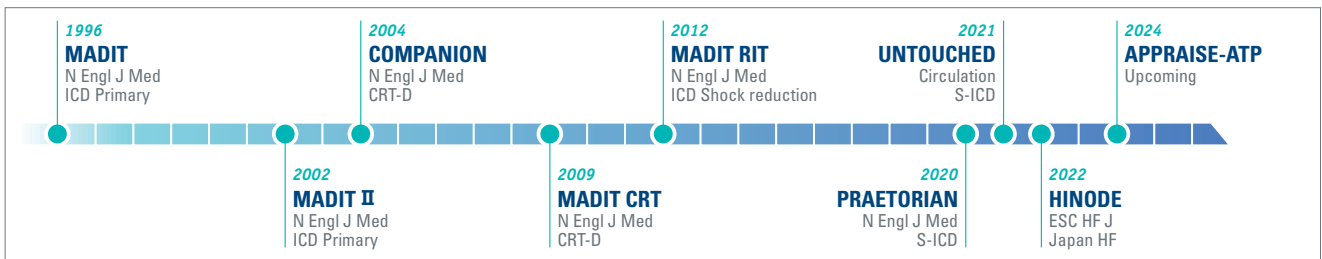 1996
MADIT
N Engl J Med
ICD Primary
2002
MADIT II
N Engl J Med
ICD Primary
2004
COMPANION
N Engl J Med
CRT-D
2009
MADIT CRT
N Engl J Med
CRT-D
2012
MADIT RIT
N Engl J Med
ICD Shock reduction
2020
PRAETORIAN
N Engl J Med
S-ICD
2021
UNTOUCHED
Circulation
S-ICD
2022
HINODE
ESC HF J
Japan HF
2024
APPRAISE-ATP
Upcoming